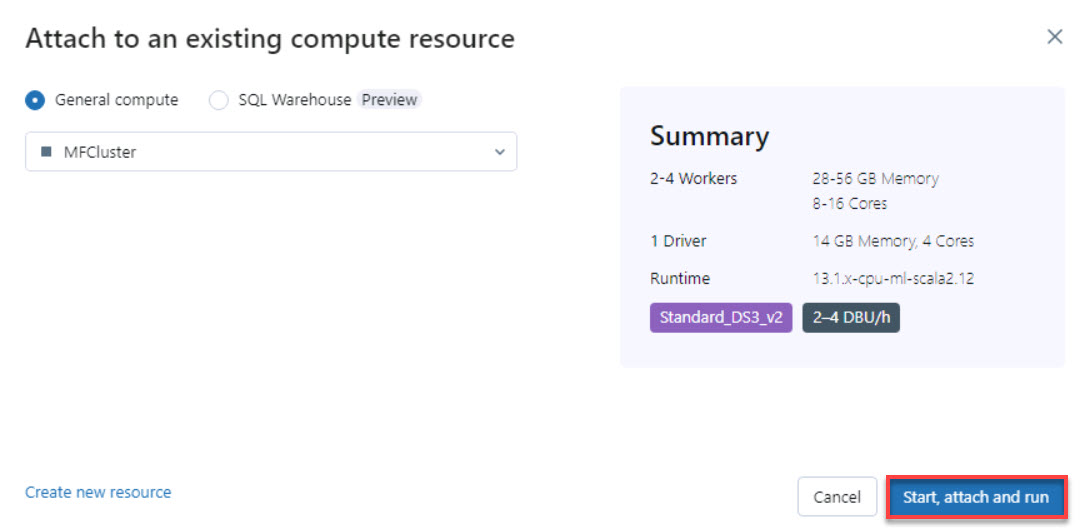 Attach to an existing compute resource
General compute
SQL Warehouse Preview
MFCluster
Summary
2-4 Workers
28-56 GB Memory
8-16 Cores
1 Driver
14 GB Memory, 4 Cores
Runtime
13.1.x-cpu-ml-scala2.12
Standard_DS3_v2
2–4 DBU/h
Create new resource
Cancel
Start, attach and run